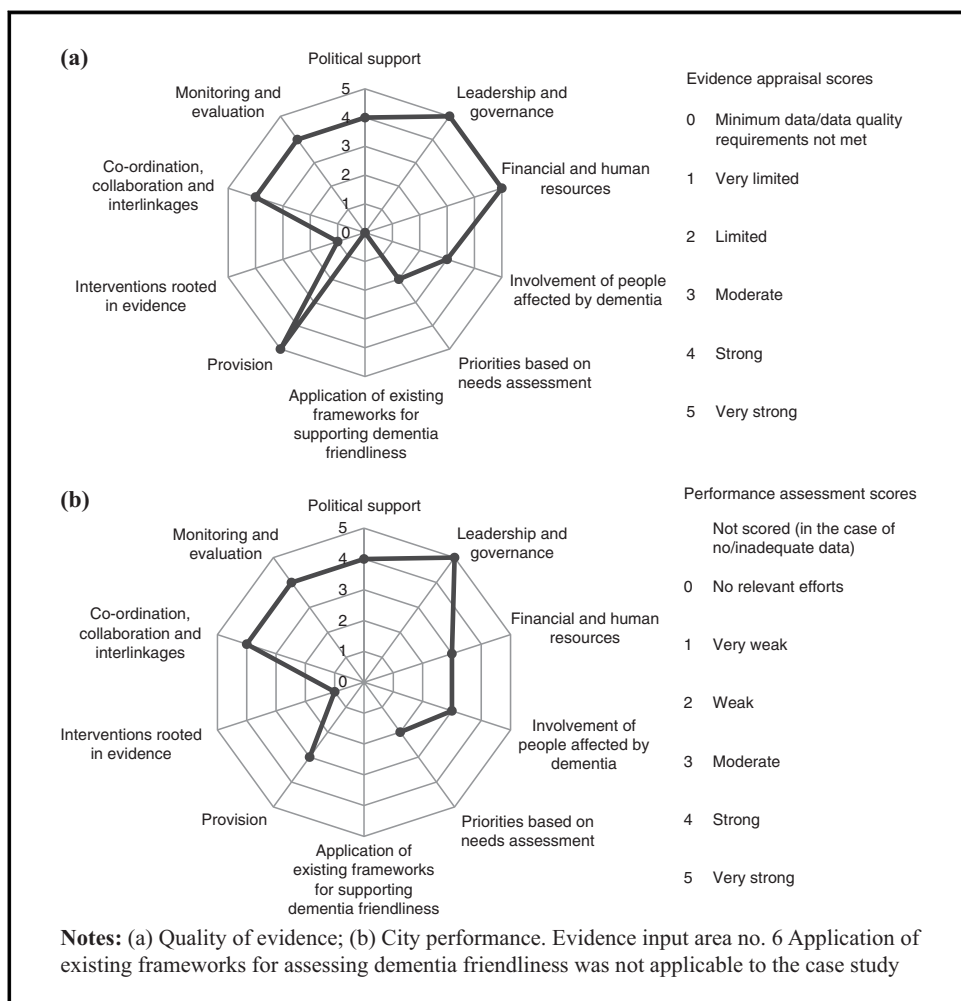 (a)
Political support
Monitoring and
evaluation
Leadership and
governance
Co-ordination,
collaboration and
interlinkages
Financial and human
resources
Interventions rooted
in evidence
Involvement of people
affected by dementia
Provision
Priorities based on
needs assessment
Application of existing
frameworks for
supporting dementia
friendliness
5
4
3
2
1
0
Evidence appraisal scores
0 Minimum data/data quality
requirements not met
1 Very limited
2 Limited
3 Moderate
4 Strong
5 Very strong
(b)
Political support
Monitoring and
evaluation
Leadership and
governance
Co-ordination,
collaboration and
interlinkages
Financial and human
resources
Interventions rooted
in evidence
Involvement of
people affected by
dementia
Provision
Priorities based on
needs assessment
Application of
existing frameworks
for supporting
dementia friendliness
5
4
3
2
1
0
Performance assessment scores
Not scored (in the case of
no/inadequate data)
0 No relevant efforts
1 Very weak
2 Weak
3 Moderate
4 Strong
5 Very strong
Notes: (a) Quality of evidence; (b) City performance. Evidence input area no. 6 Application of
existing frameworks for assessing dementia friendliness was not applicable to the case study